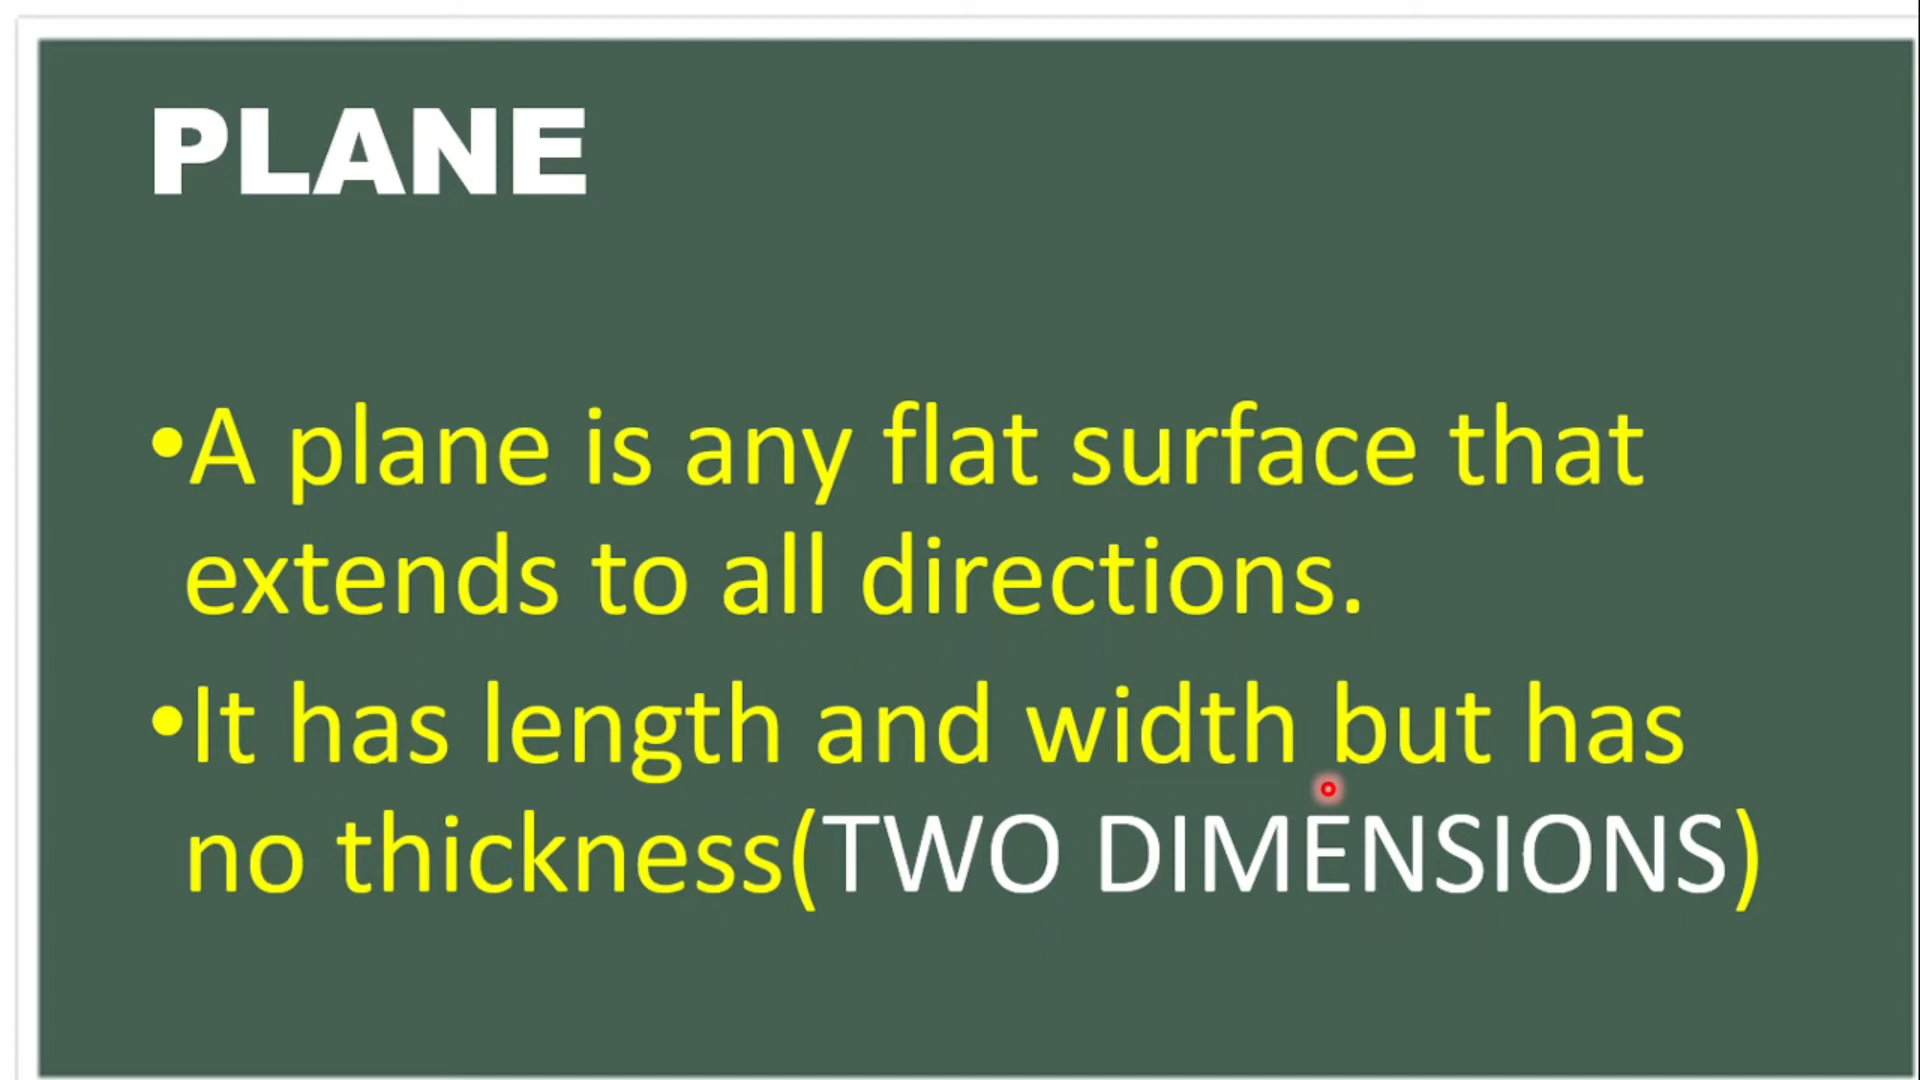 PLANE
•A plane is any flat surface that
extends to all directions.
•It has length and width but has
no thickness(TWO DIMENSIONS)